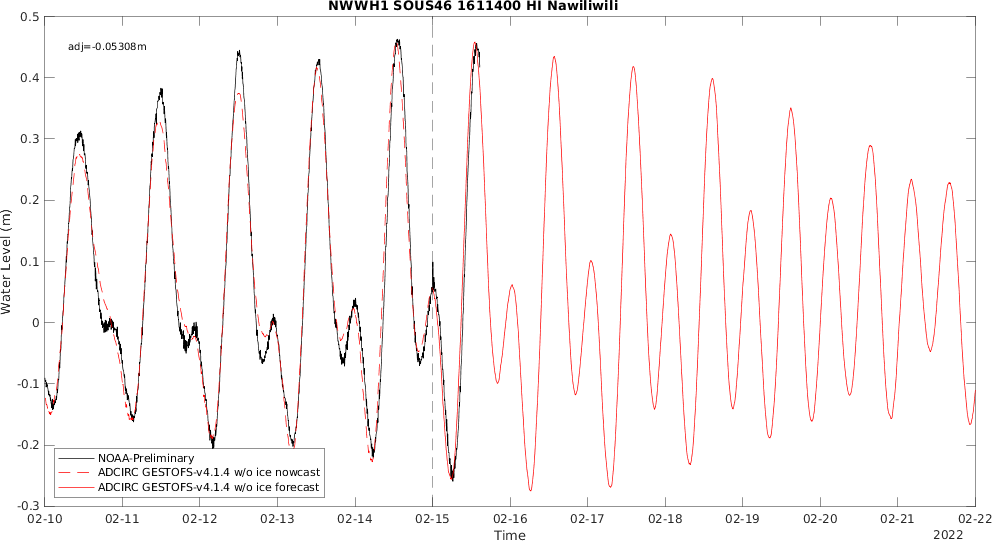 NWWH1 SOUS46 1611400 HI Nawiliwili
adj=-0.05308m
Water Level (m)
0.5
0.4
0.3
0.2
0.1
0
-0.1
-0.2
-0.3
NOAA-Preliminary
ADCIRC GESTOFS-v4.1.4 w/o ice nowcast
ADCIRC GESTOFS-v4.1.4 w/o ice forecast
02-10 02-11 02-12 02-13 02-14 02-15 02-16 02-17 02-18 02-19 02-20 02-21 02-22
Time
2022